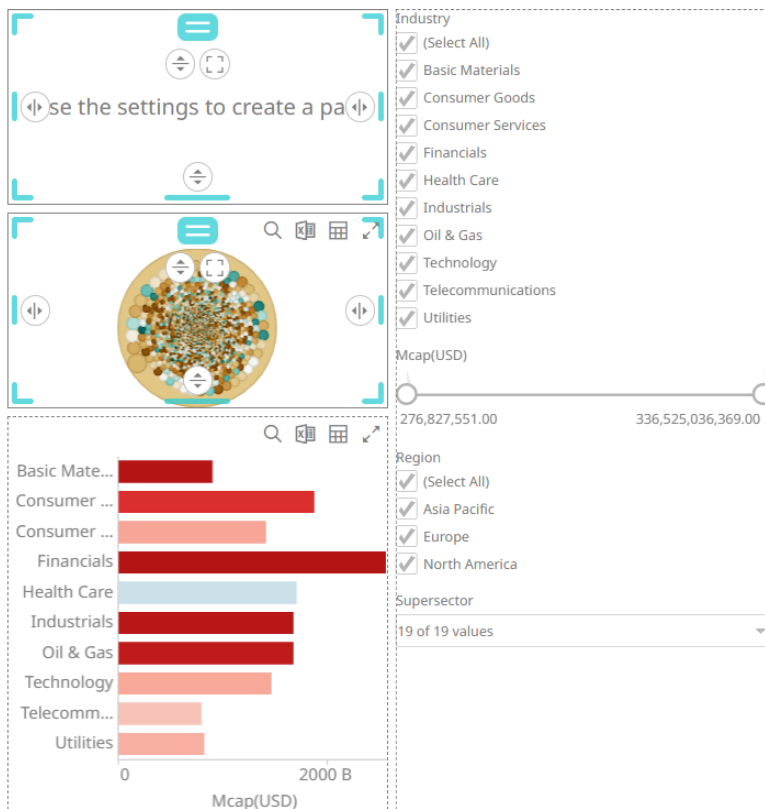 se the settings to create a pa
Basic Mate...
Consumer ...
Consumer ...
Financials
Health Care
Industrials
Oil & Gas
Technology
Telecomm...
Utilities
0 2000 B
Mcap(USD)
Industry
(Select All)
Basic Materials
Consumer Goods
Consumer Services
Financials
Health Care
Industrials
Oil & Gas
Technology
Telecommunications
Utilities
Mcap(USD)
276,827,551.00 336,525,036,369.00
Region
(Select All)
Asia Pacific
Europe
North America
Supersector
19 of 19 values